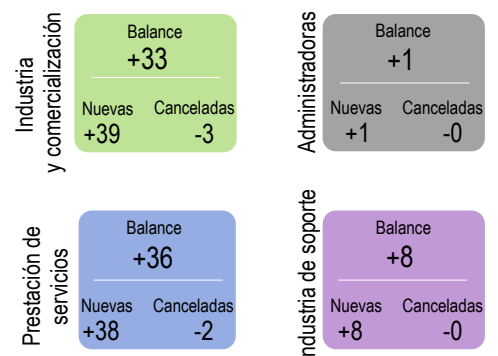 Industria
y comercialización
Balance
+33
Nuevas
Canceladas
+39
-3
Administradoras
Balance
+1
Nuevas
Canceladas
+1
-0
Prestación de
servicios
Balance
+36
Nuevas
Canceladas
+38
-2
ndustria de soporte
Balance
+8
Nuevas
Canceladas
+8
-0